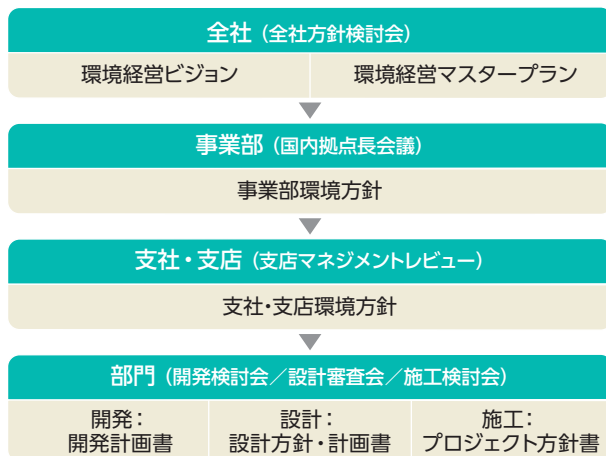 全社（全社方針検討会）
環境経営ビジョン 環境経営マスタープラン
事業部（国内拠点長会議）
事業部環境方針
支社・支店（支店マネジメントレビュー）
支社・支店環境方針
部門（開発検討会／設計審査会／施工検討会）
開発： 設計： 施工：
開発計画書 設計方針・計画書 プロジェクト方針書